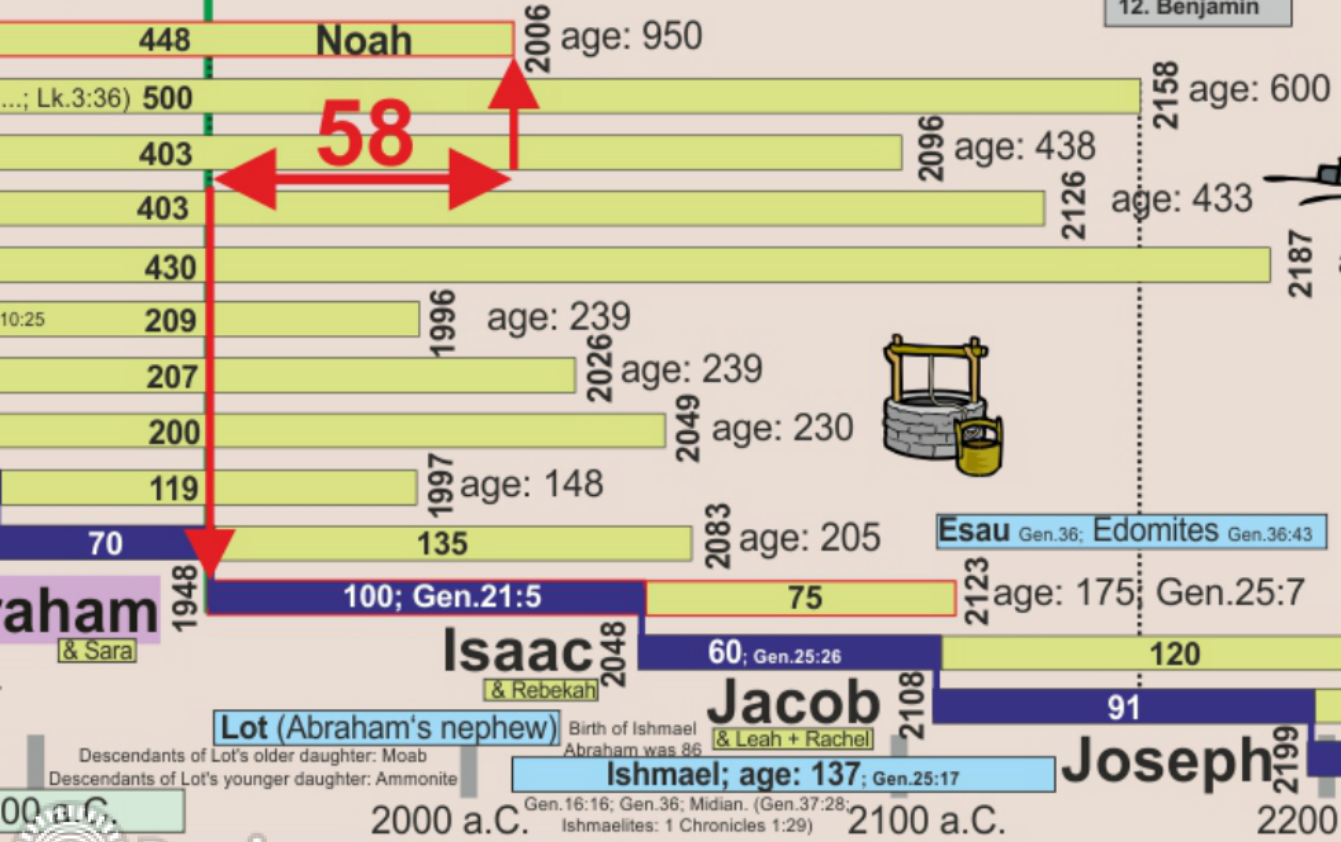 12. Benjamin
448 Noah 2006 age: 950
...; Lk.3:36) 500 2158 age: 600
58
403 2096 age: 438
403 2126 age: 433
430 2187
10:25 209 1996 age: 239
207 2026 age: 239
200 2049 age: 230
119 1997 age: 148
70 135 2083 age: 205
Esau Gen.36; Edomites Gen.36:43
raham 1948 100; Gen.21:5 75 2123 age: 175; Gen.25:7
& Sara
Isaac 2048 60; Gen.25:26 120
& Rebekah
Jacob 2108 91
& Leah + Rachel
Lot (Abraham‘s nephew)
Birth of Ishmael
Abraham was 86
Joseph 2199
Descendants of Lot's older daughter: Moab
Descendants of Lot's younger daughter: Ammonite
Ishmael; age: 137; Gen.25:17
Gen.16:16; Gen.36; Midian. (Gen.37:28;
Ishmaelites: 1 Chronicles 1:29)
00 a.C. 2000 a.C. 2100 a.C. 2200